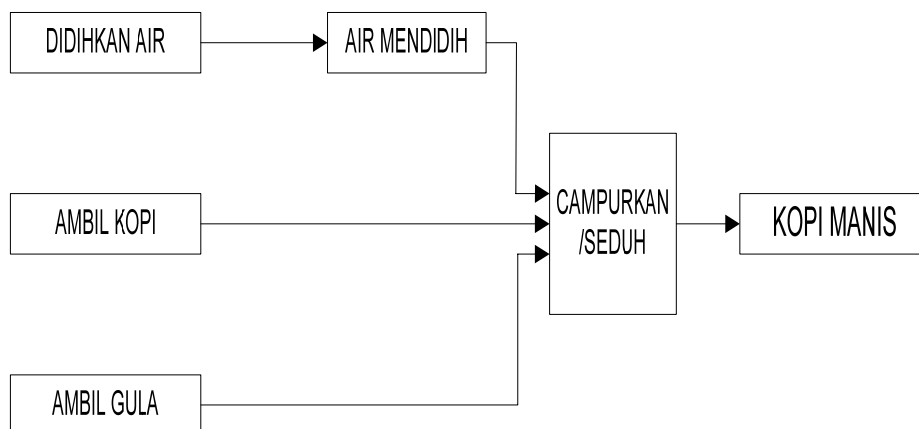 DIDIHKAN AIR
AIR MENDIDIH
AMBIL KOPI
CAMPURKAN
/SEDUH
KOPI MANIS
AMBIL GULA